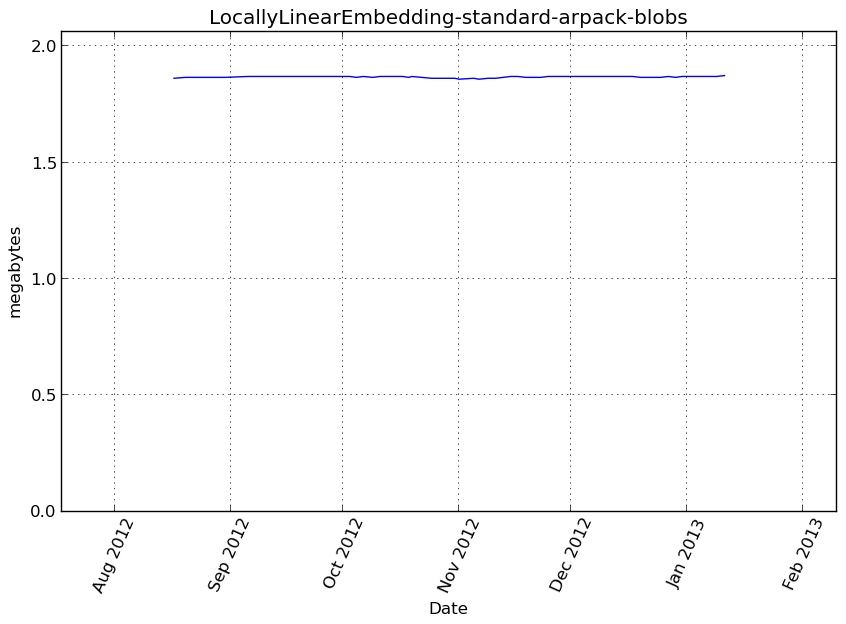 LocallyLinearEmbedding-standard-arpack-blobs
2.0
1.5
1.0
0.5
0.0
megabytes
Aug 2012
Sep 2012
Oct 2012
Nov 2012
Dec 2012
Jan 2013
Feb 2013
Date